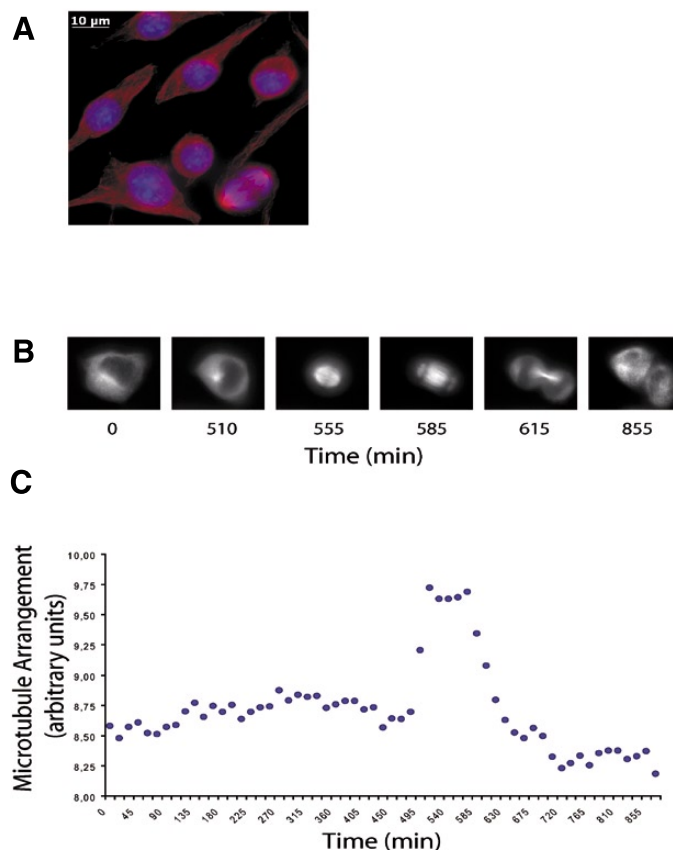 A
10 µm
B
0 510 555 585 615 855
Time (min)
C
Microtubule Arrangement
(arbitrary units)
10,00
9,75
9,50
9,25
9,00
8,75
8,50
8,25
8,00
0 45 90 135 180 225 270 315 360 405 450 495 540 585 630 675 720 765 810 855
Time (min)